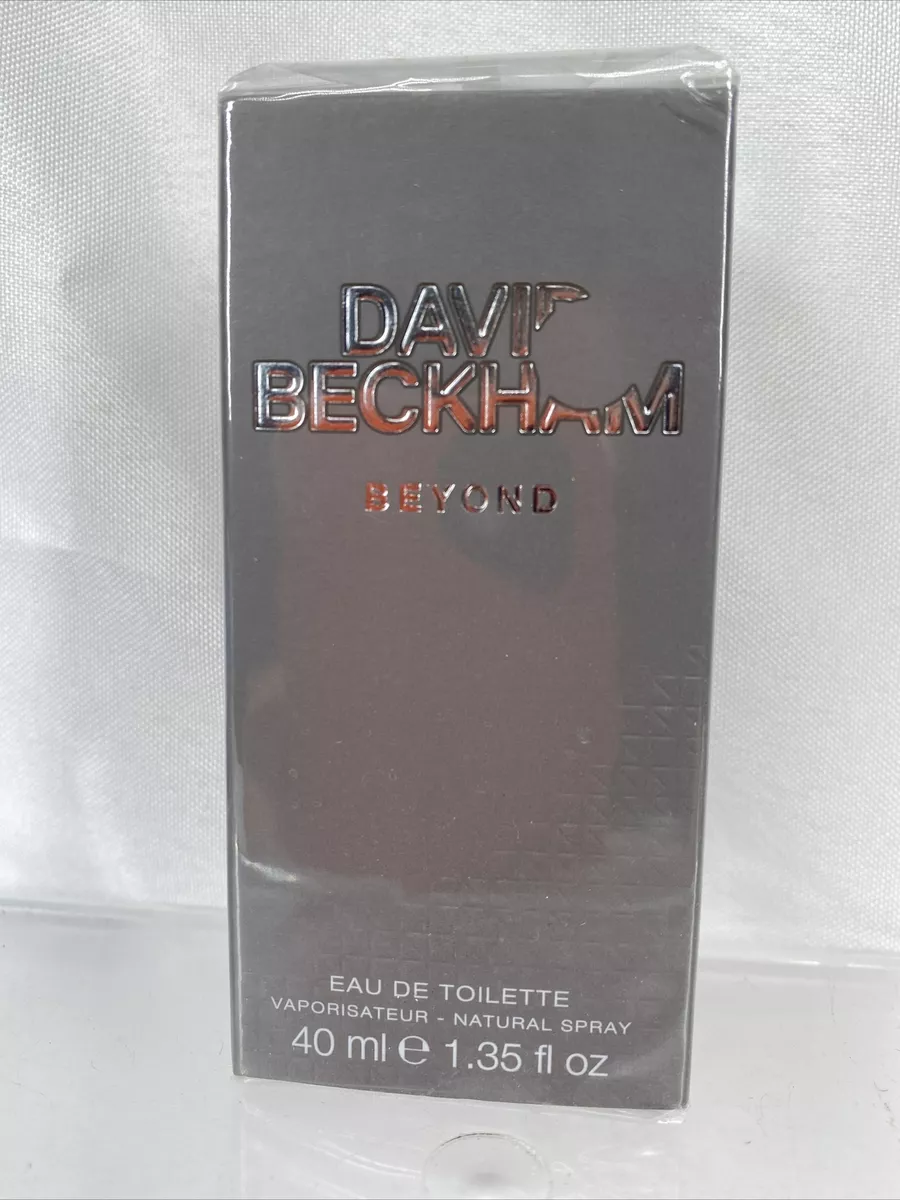 DAVID
BECKHAM
BEYOND
EAU DE TOILETTE
VAPORISATEUR - NATURAL SPRAY
40 ml ℮ 1.35 fl oz